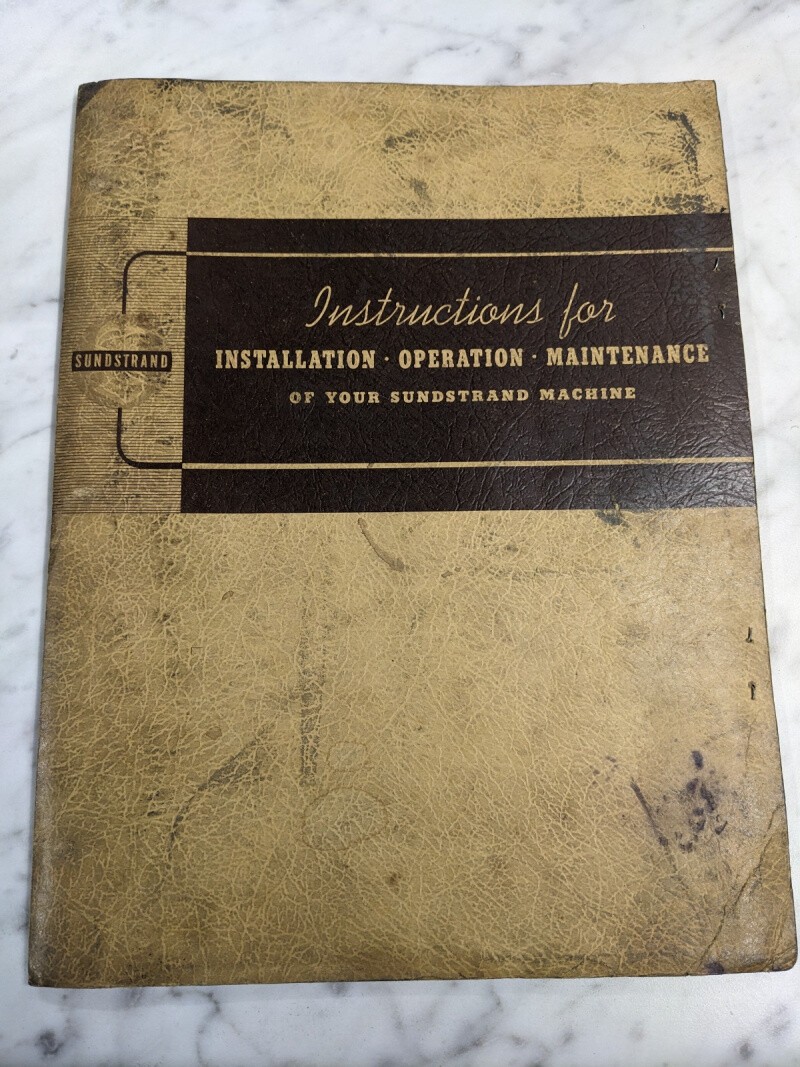 Instructions for
SUNDSTRAND
INSTALLATION · OPERATION · MAINTENANCE
OF YOUR SUNDSTRAND MACHINE